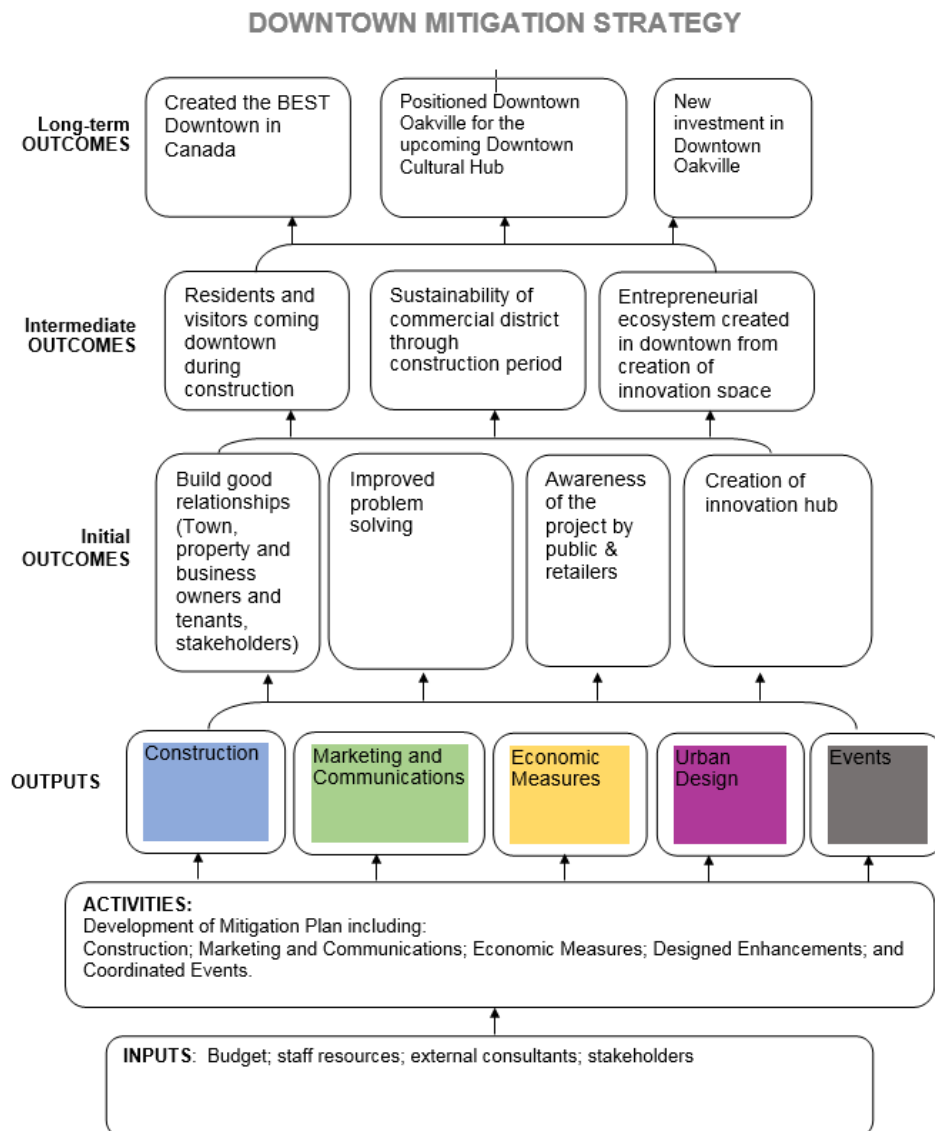 DOWNTOWN MITIGATION STRATEGY
Long-term
OUTCOMES
Created the BEST
Downtown in
Canada
Positioned Downtown
Oakville for the
upcoming Downtown
Cultural Hub
New
investment in
Downtown
Oakville
Intermediate
OUTCOMES
Residents and
visitors coming
downtown
during
construction
Sustainability of
commercial district
through
construction period
Entrepreneurial
ecosystem created
in downtown from
creation of
innovation space
Initial
OUTCOMES
Build good
relationships
(Town,
property and
business
owners and
tenants,
stakeholders)
Improved
problem
solving
Awareness
of the
project by
public &
retailers
Creation of
innovation hub
OUTPUTS
Construction
Marketing and
Communications
Economic
Measures
Urban
Design
Events
ACTIVITIES:
Development of Mitigation Plan including:
Construction; Marketing and Communications; Economic Measures; Designed Enhancements; and
Coordinated Events.
INPUTS: Budget; staff resources; external consultants; stakeholders